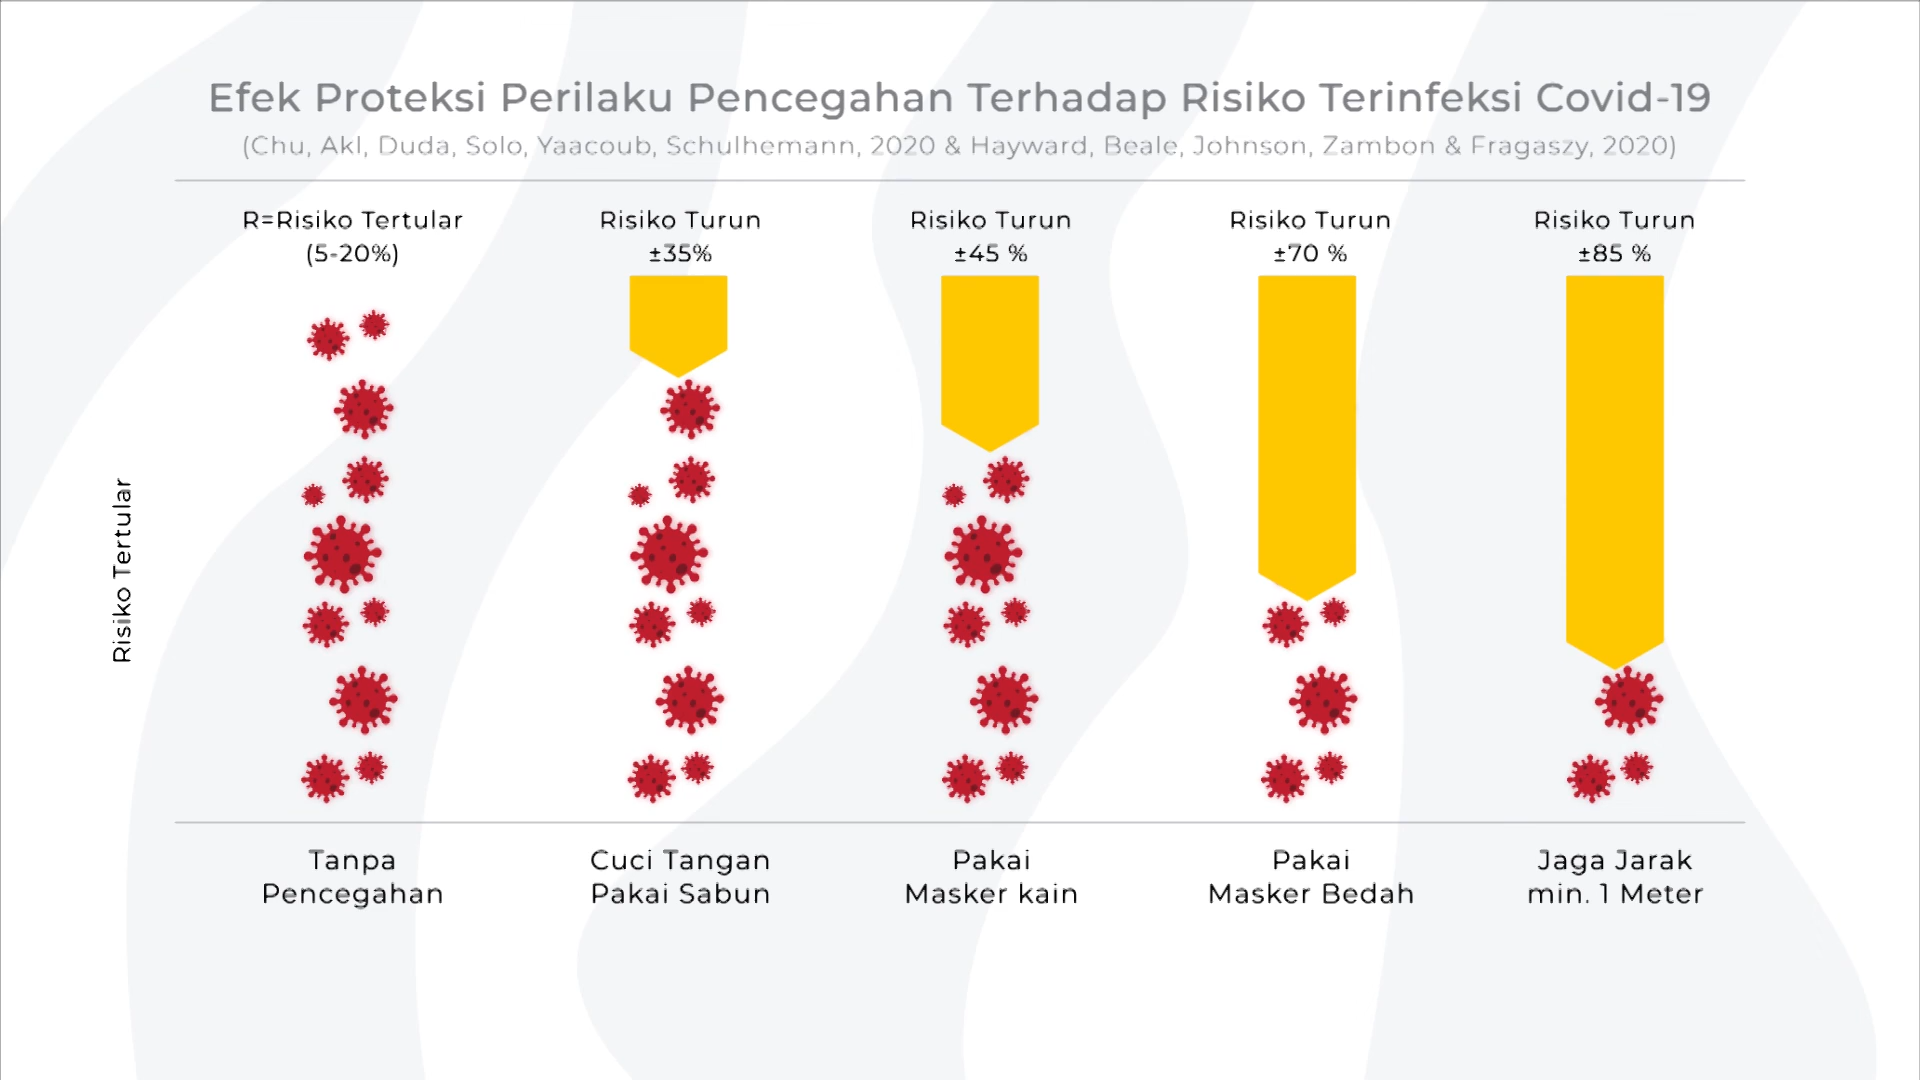 Efek Proteksi Perilaku Pencegahan Terhadap Risiko Terinfeksi Covid-19
(Chu, Akl, Duda, Solo, Yaacoub, Schulhemann, 2020 & Hayward, Beale, Johnson, Zambon & Fragaszy, 2020)
R=Risiko Tertular
(5-20%)
Risiko Turun
±35%
Risiko Turun
±45 %
Risiko Turun
±70 %
Risiko Turun
±85 %
Risiko Tertular
Tanpa
Pencegahan
Cuci Tangan
Pakai Sabun
Pakai
Masker kain
Pakai
Masker Bedah
Jaga Jarak
min. 1 Meter